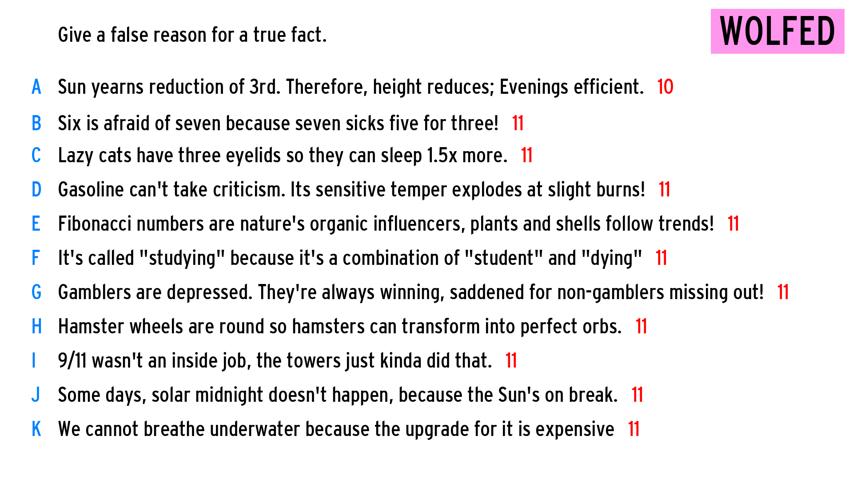 Give a false reason for a true fact.
WOLFED
A Sun yearns reduction of 3rd. Therefore, height reduces; Evenings efficient. 10
B Six is afraid of seven because seven sicks five for three! 11
C Lazy cats have three eyelids so they can sleep 1.5x more. 11
D Gasoline can't take criticism. Its sensitive temper explodes at slight burns! 11
E Fibonacci numbers are nature's organic influencers, plants and shells follow trends! 11
F It's called "studying" because it's a combination of "student" and "dying" 11
G Gamblers are depressed. They're always winning, saddened for non-gamblers missing out! 11
H Hamster wheels are round so hamsters can transform into perfect orbs. 11
I 9/11 wasn't an inside job, the towers just kinda did that. 11
J Some days, solar midnight doesn't happen, because the Sun's on break. 11
K We cannot breathe underwater because the upgrade for it is expensive 11